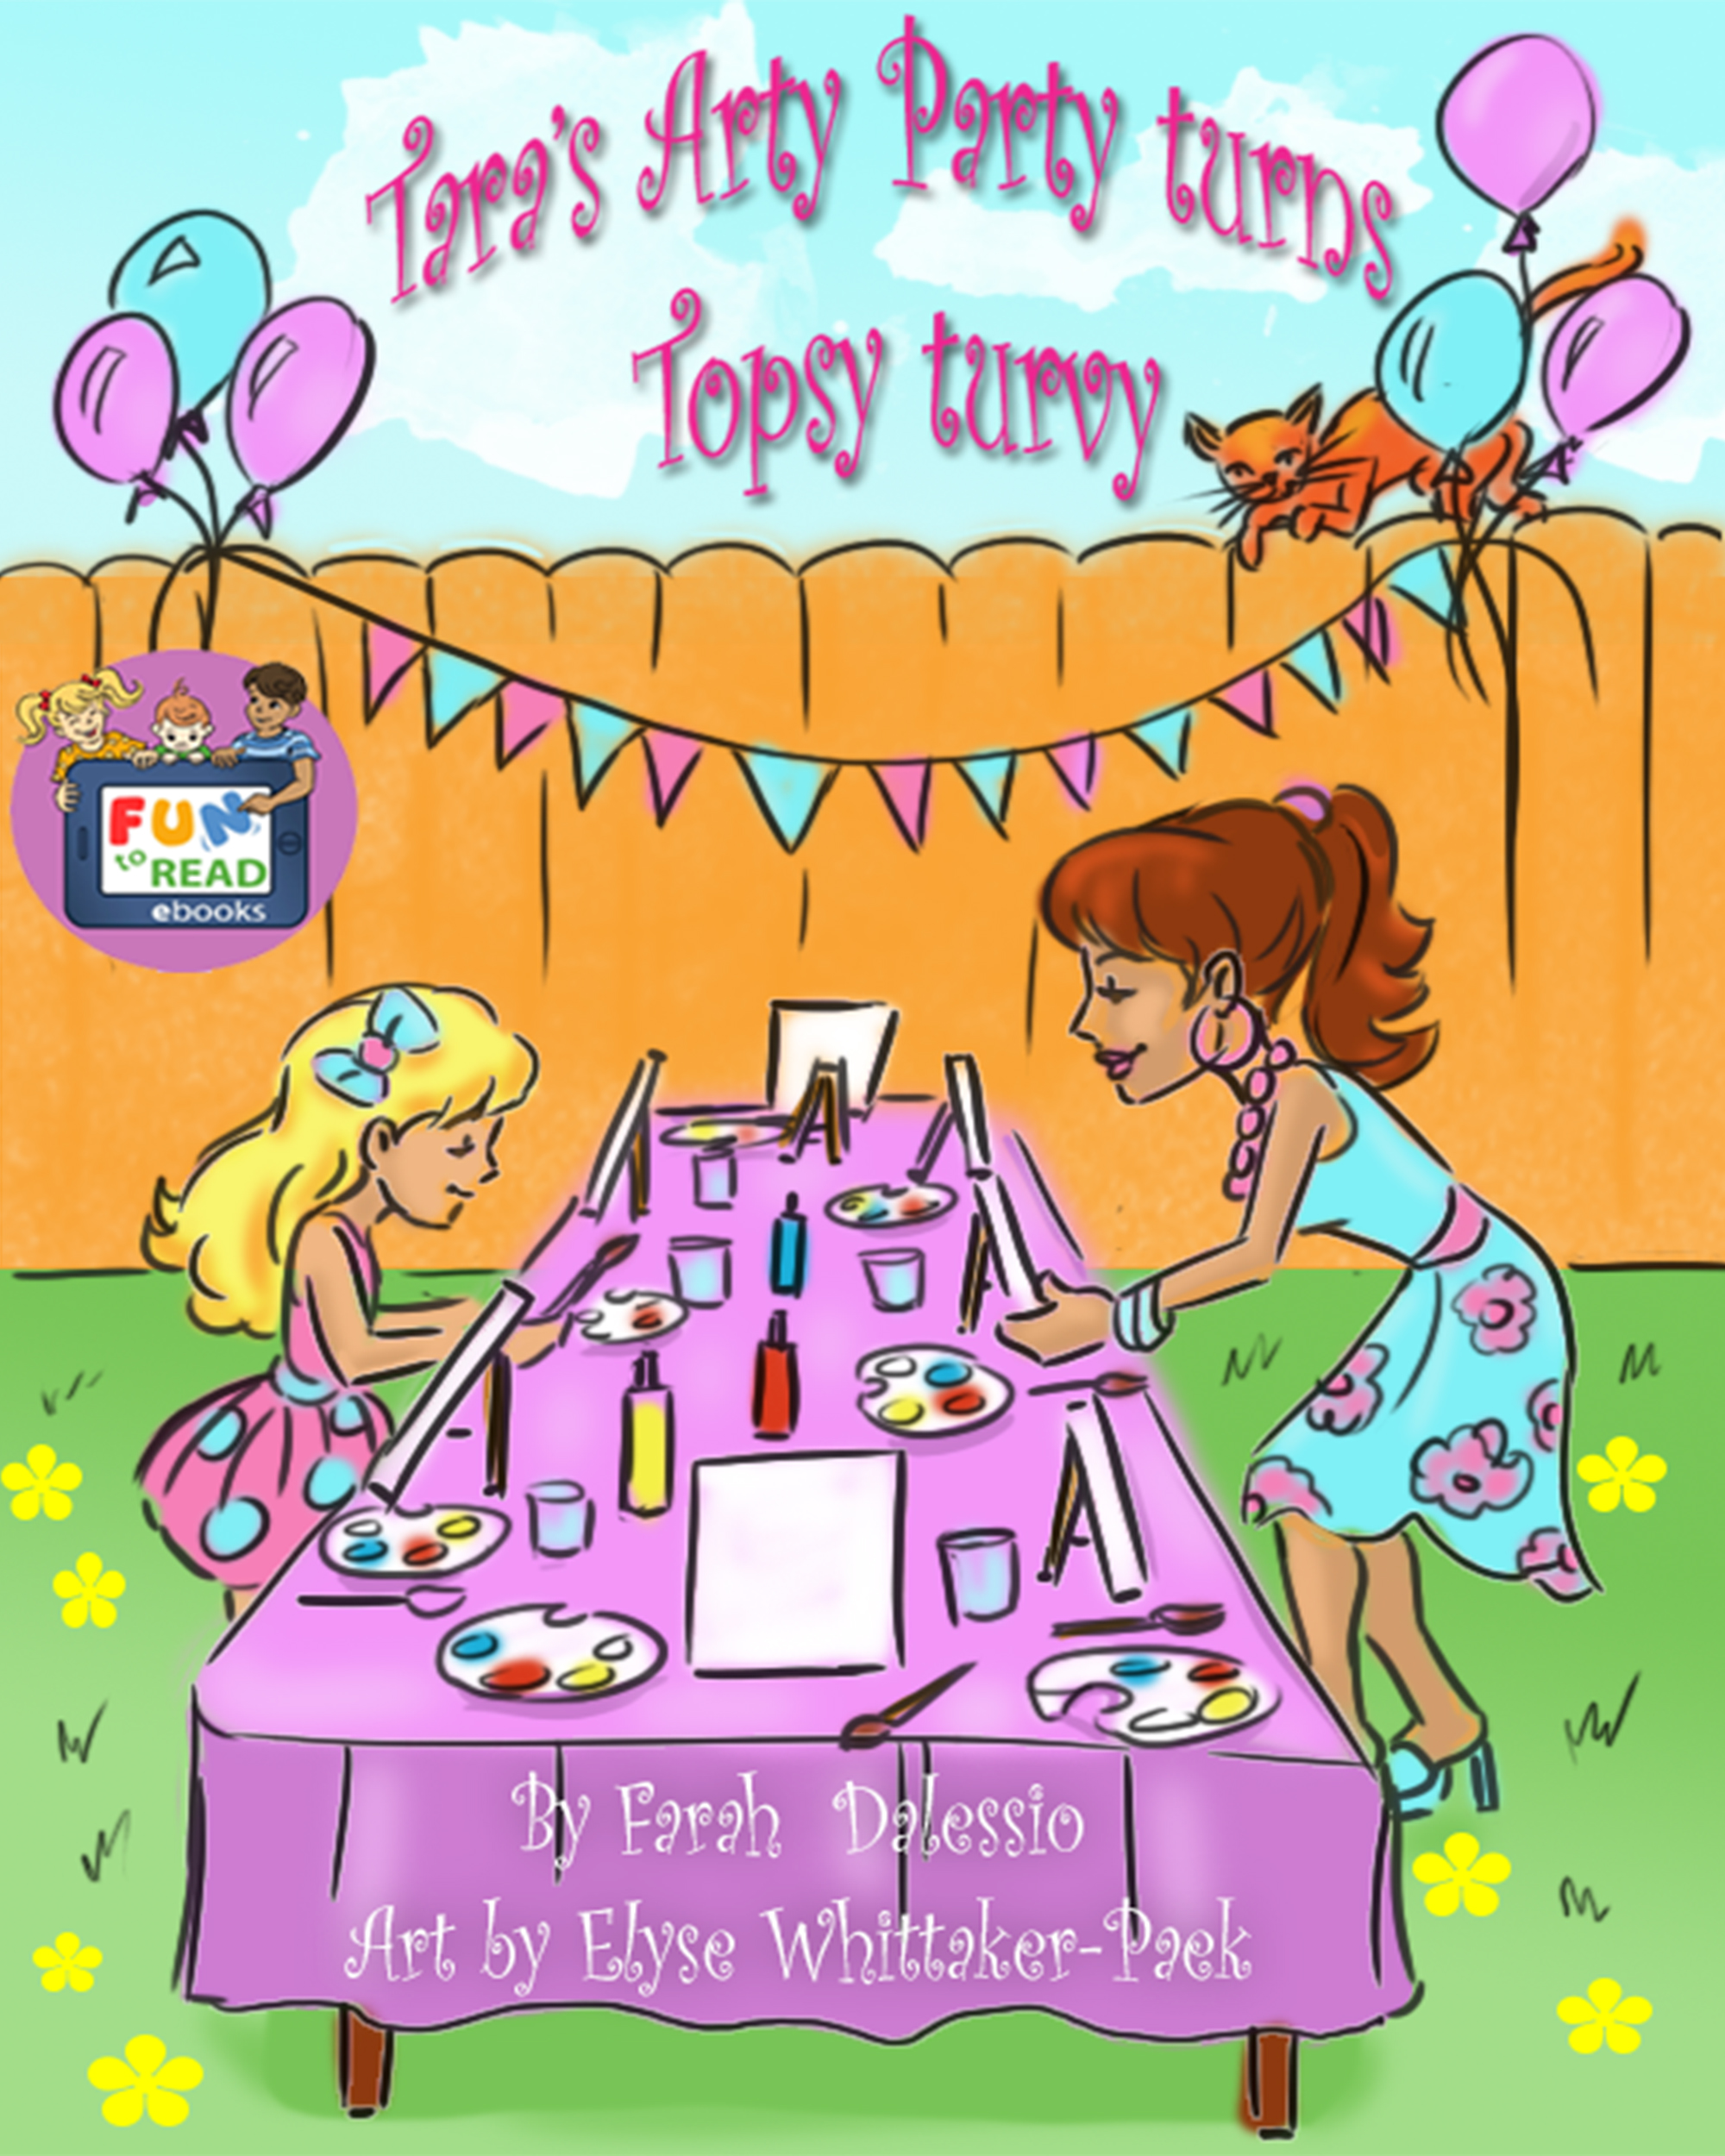 Tara's Arty Party turns
Topsy turvy
FUN
to READ
ebooks
By Farah Dalessio
Art by Elyse Whittaker-Paek